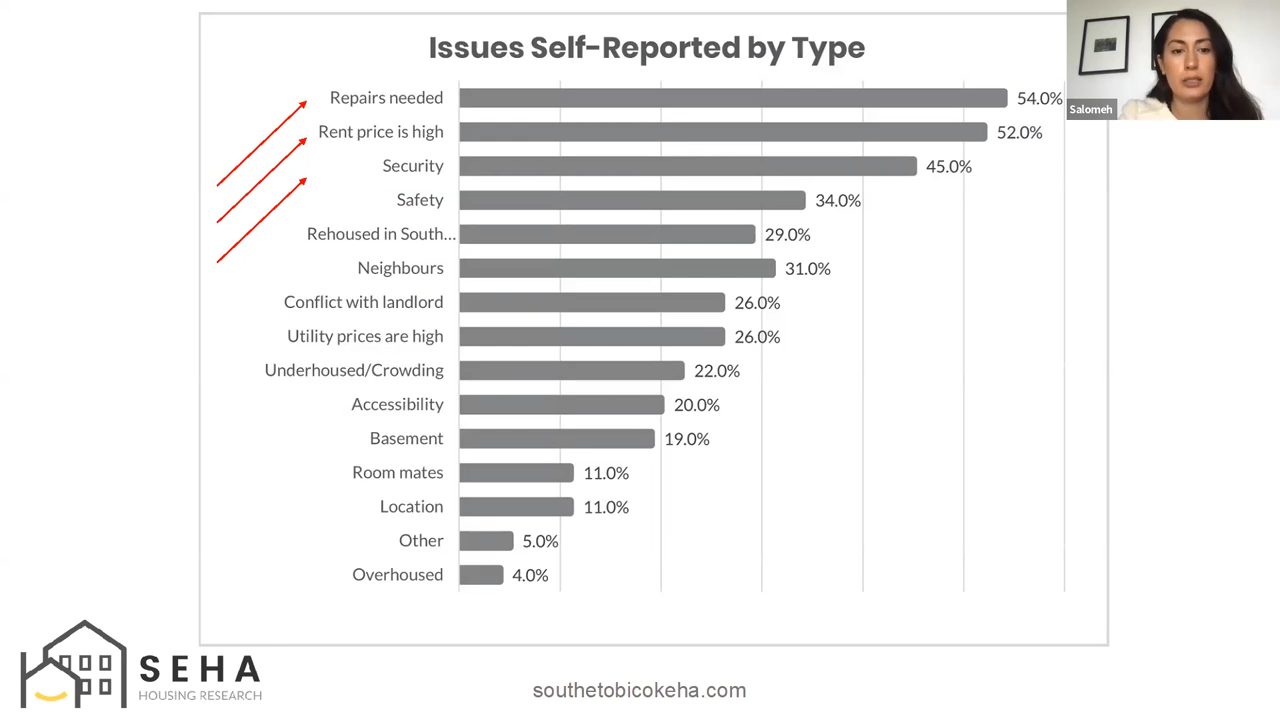 Issues Self-Reported by Type
Repairs needed 54.0%
Rent price is high 52.0%
Security 45.0%
Safety 34.0%
Rehoused in South... 29.0%
Neighbours 31.0%
Conflict with landlord 26.0%
Utility prices are high 26.0%
Underhoused/Crowding 22.0%
Accessibility 20.0%
Basement 19.0%
Room mates 11.0%
Location 11.0%
Other 5.0%
Overhoused 4.0%
Salomeh
SEHA
HOUSING RESEARCH
southetobicokeha.com